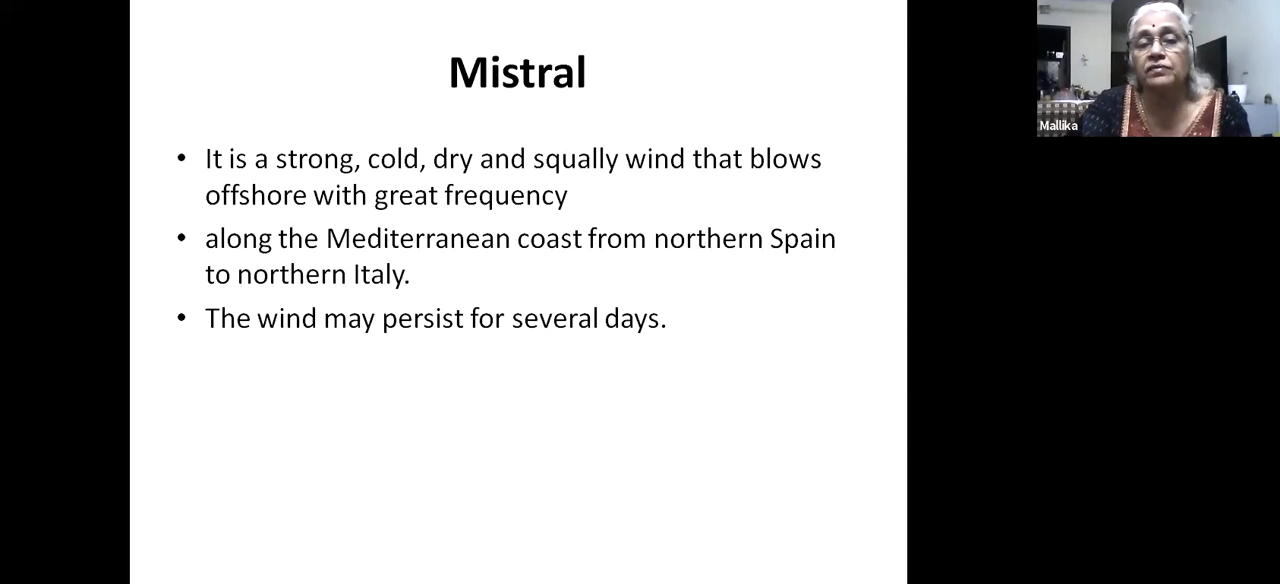 Mistral
• It is a strong, cold, dry and squally wind that blows
offshore with great frequency
• along the Mediterranean coast from northern Spain
to northern Italy.
• The wind may persist for several days.
Mallika